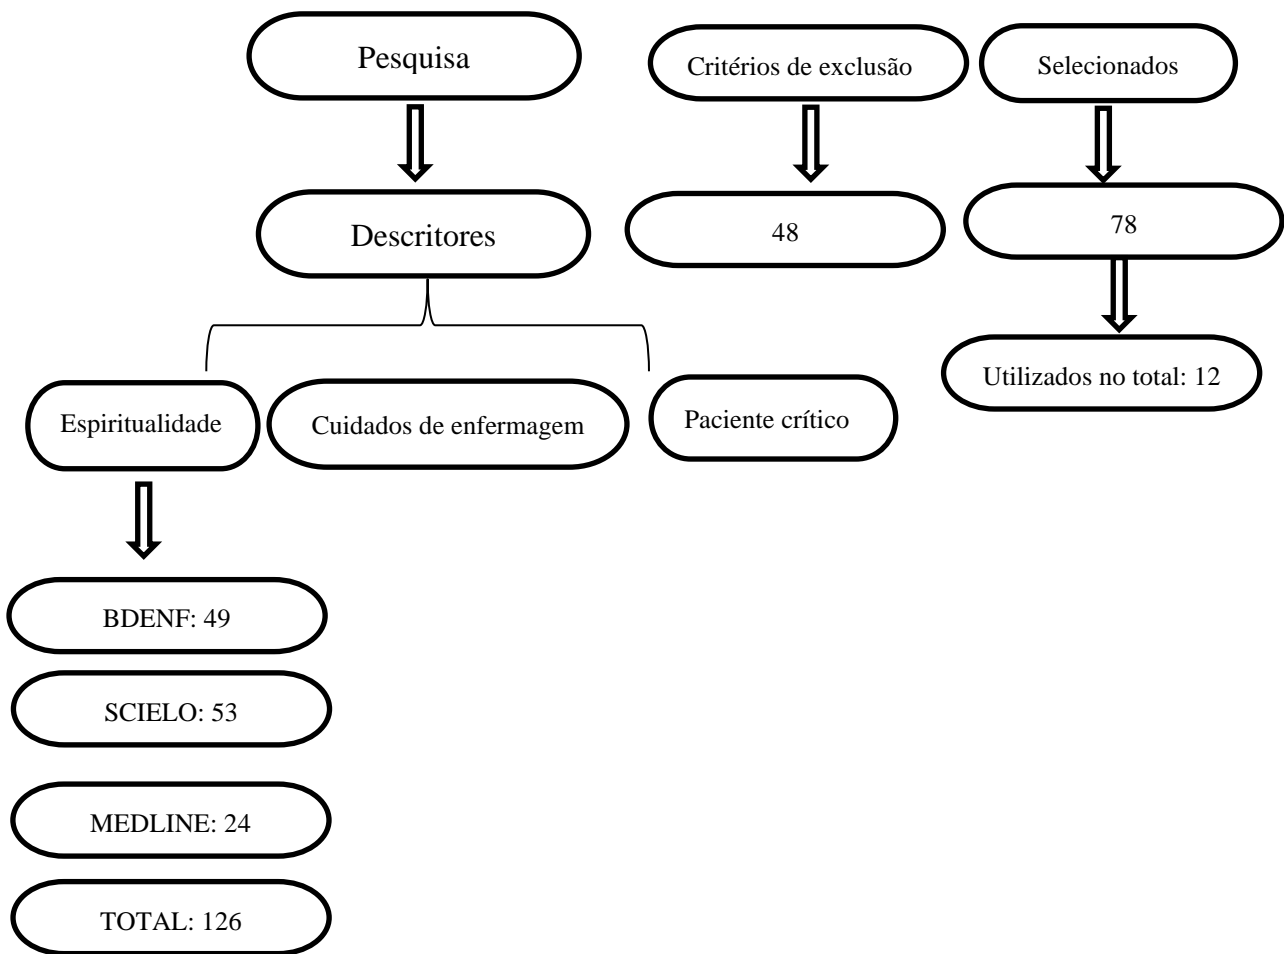 Pesquisa
Critérios de exclusão
Selecionados
Descritores
48
78
Utilizados no total: 12
Espiritualidade
Cuidados de enfermagem
Paciente crítico
BDENF: 49
SCIELO: 53
MEDLINE: 24
TOTAL: 126